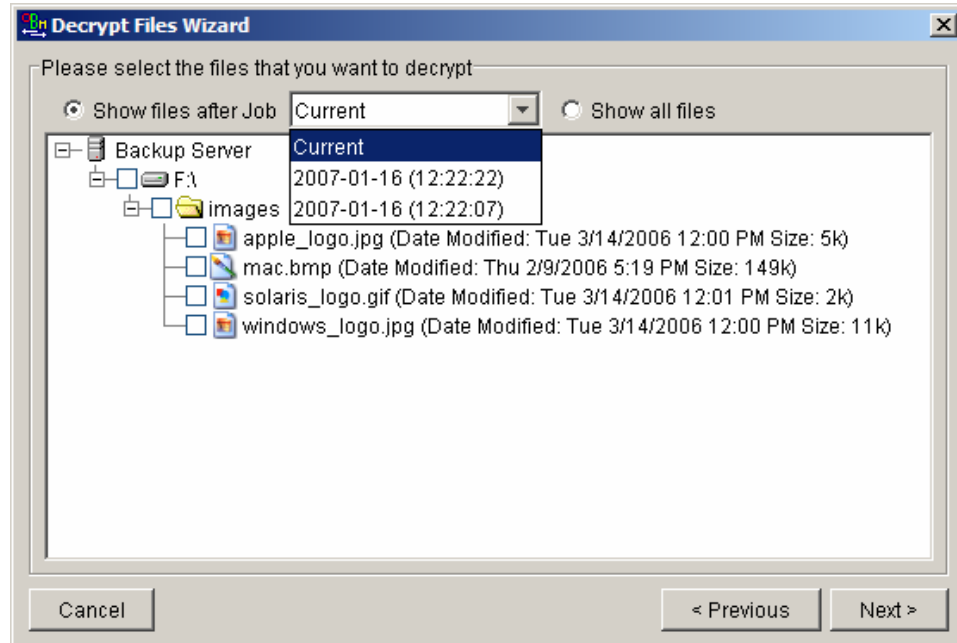 Decrypt Files Wizard
Please select the files that you want to decrypt
Show files after Job Current Show all files
Current
2007-01-16 (12:22:22)
2007-01-16 (12:22:07)
Backup Server
F:\
images
apple_logo.jpg (Date Modified: Tue 3/14/2006 12:00 PM Size: 5k)
mac.bmp (Date Modified: Thu 2/9/2006 5:19 PM Size: 149k)
solaris_logo.gif (Date Modified: Tue 3/14/2006 12:01 PM Size: 2k)
windows_logo.jpg (Date Modified: Tue 3/14/2006 12:00 PM Size: 11k)
Cancel < Previous Next >